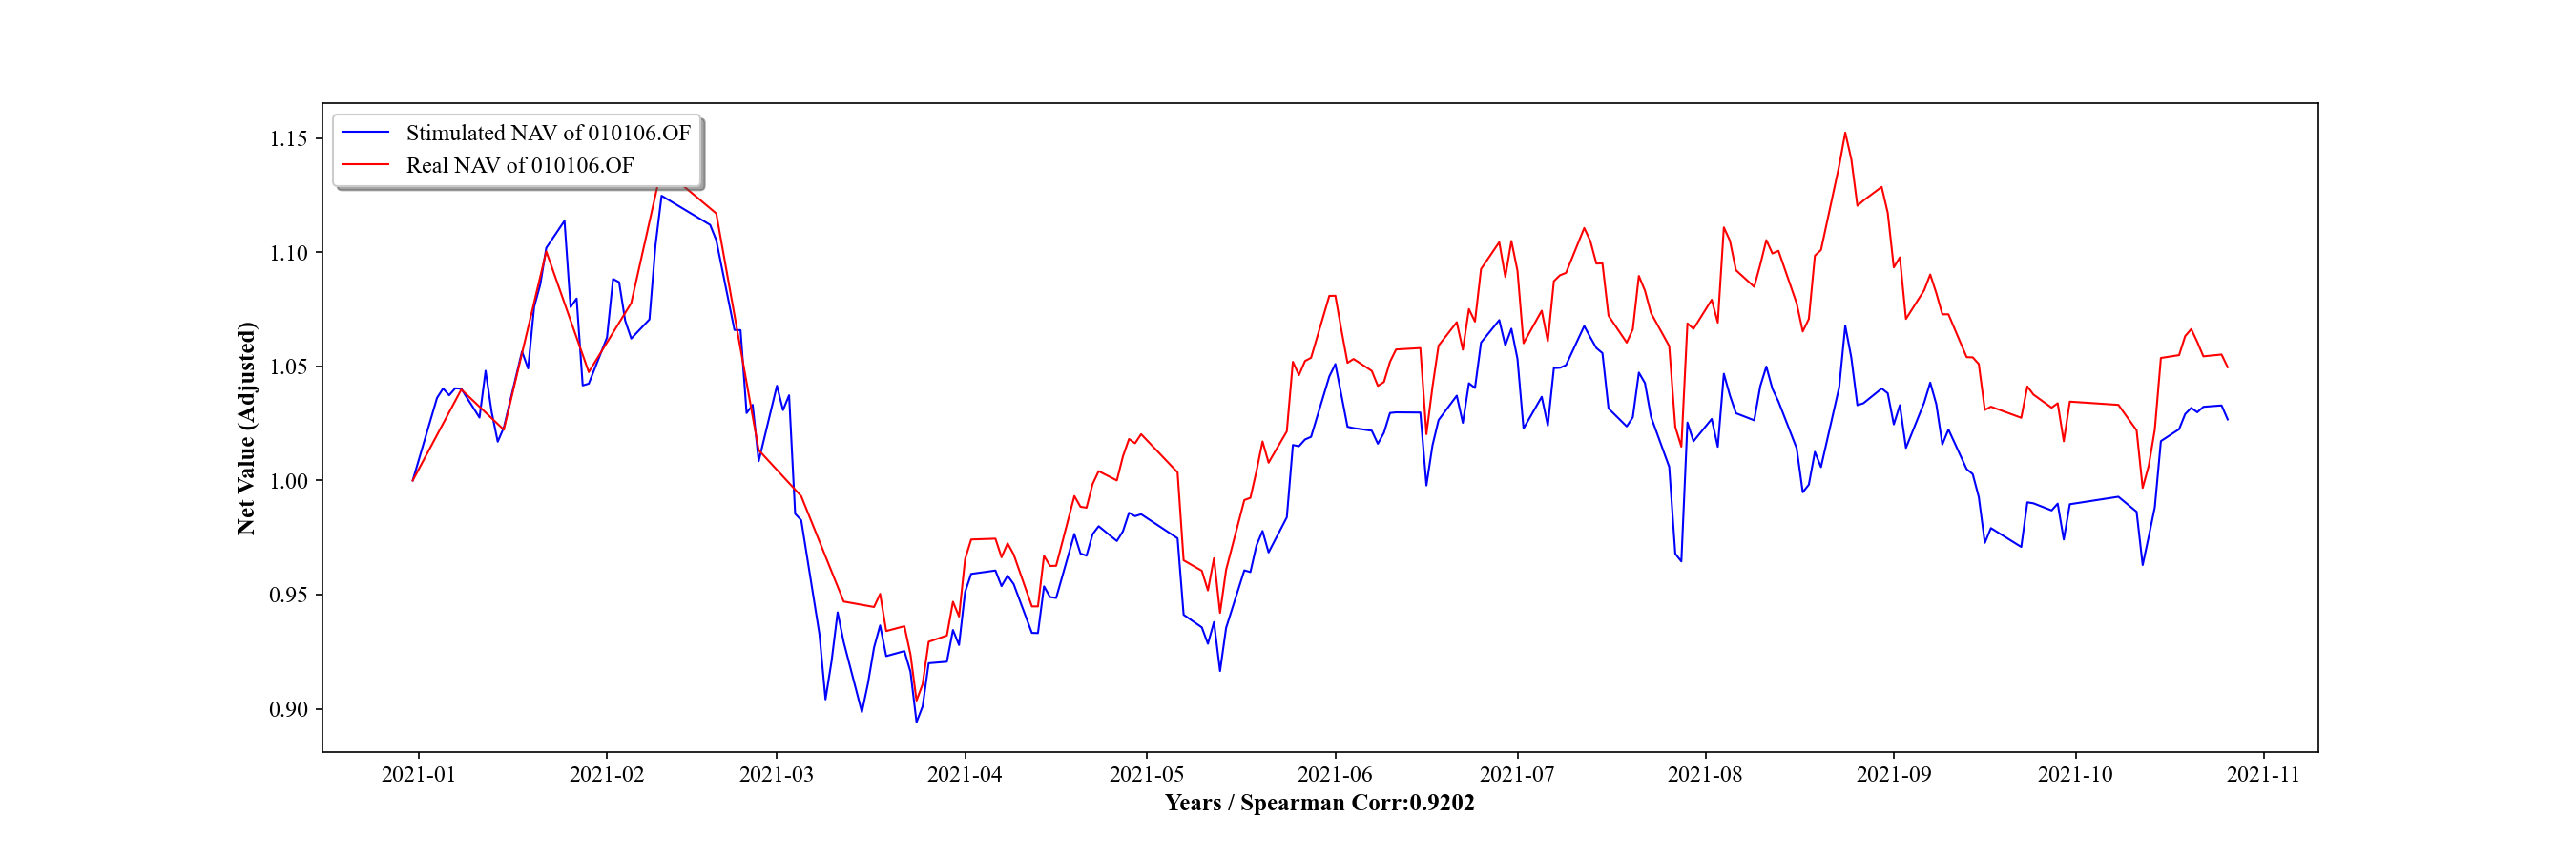 Stimulated NAV of 010106.OF
Real NAV of 010106.OF
Net Value (Adjusted)
1.15
1.10
1.05
1.00
0.95
0.90
2021-01 2021-02 2021-03 2021-04 2021-05 2021-06 2021-07 2021-08 2021-09 2021-10 2021-11
Years / Spearman Corr:0.9202